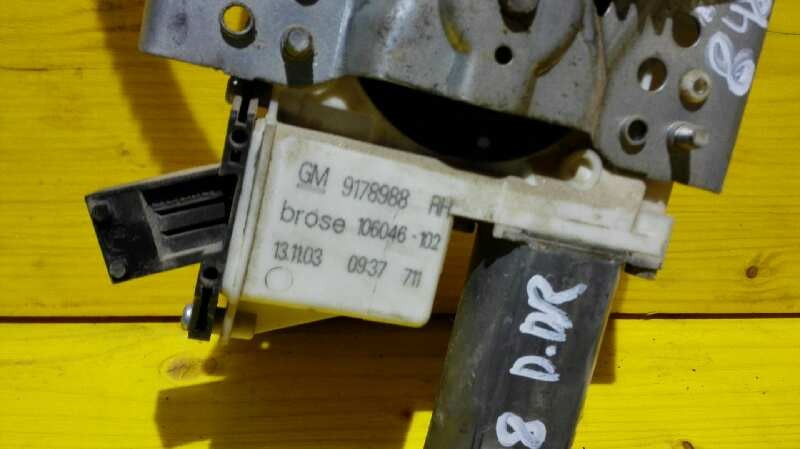 GM 9178988 RH
brose 106046-102
13.11.03 09:37 711
8 D.DR